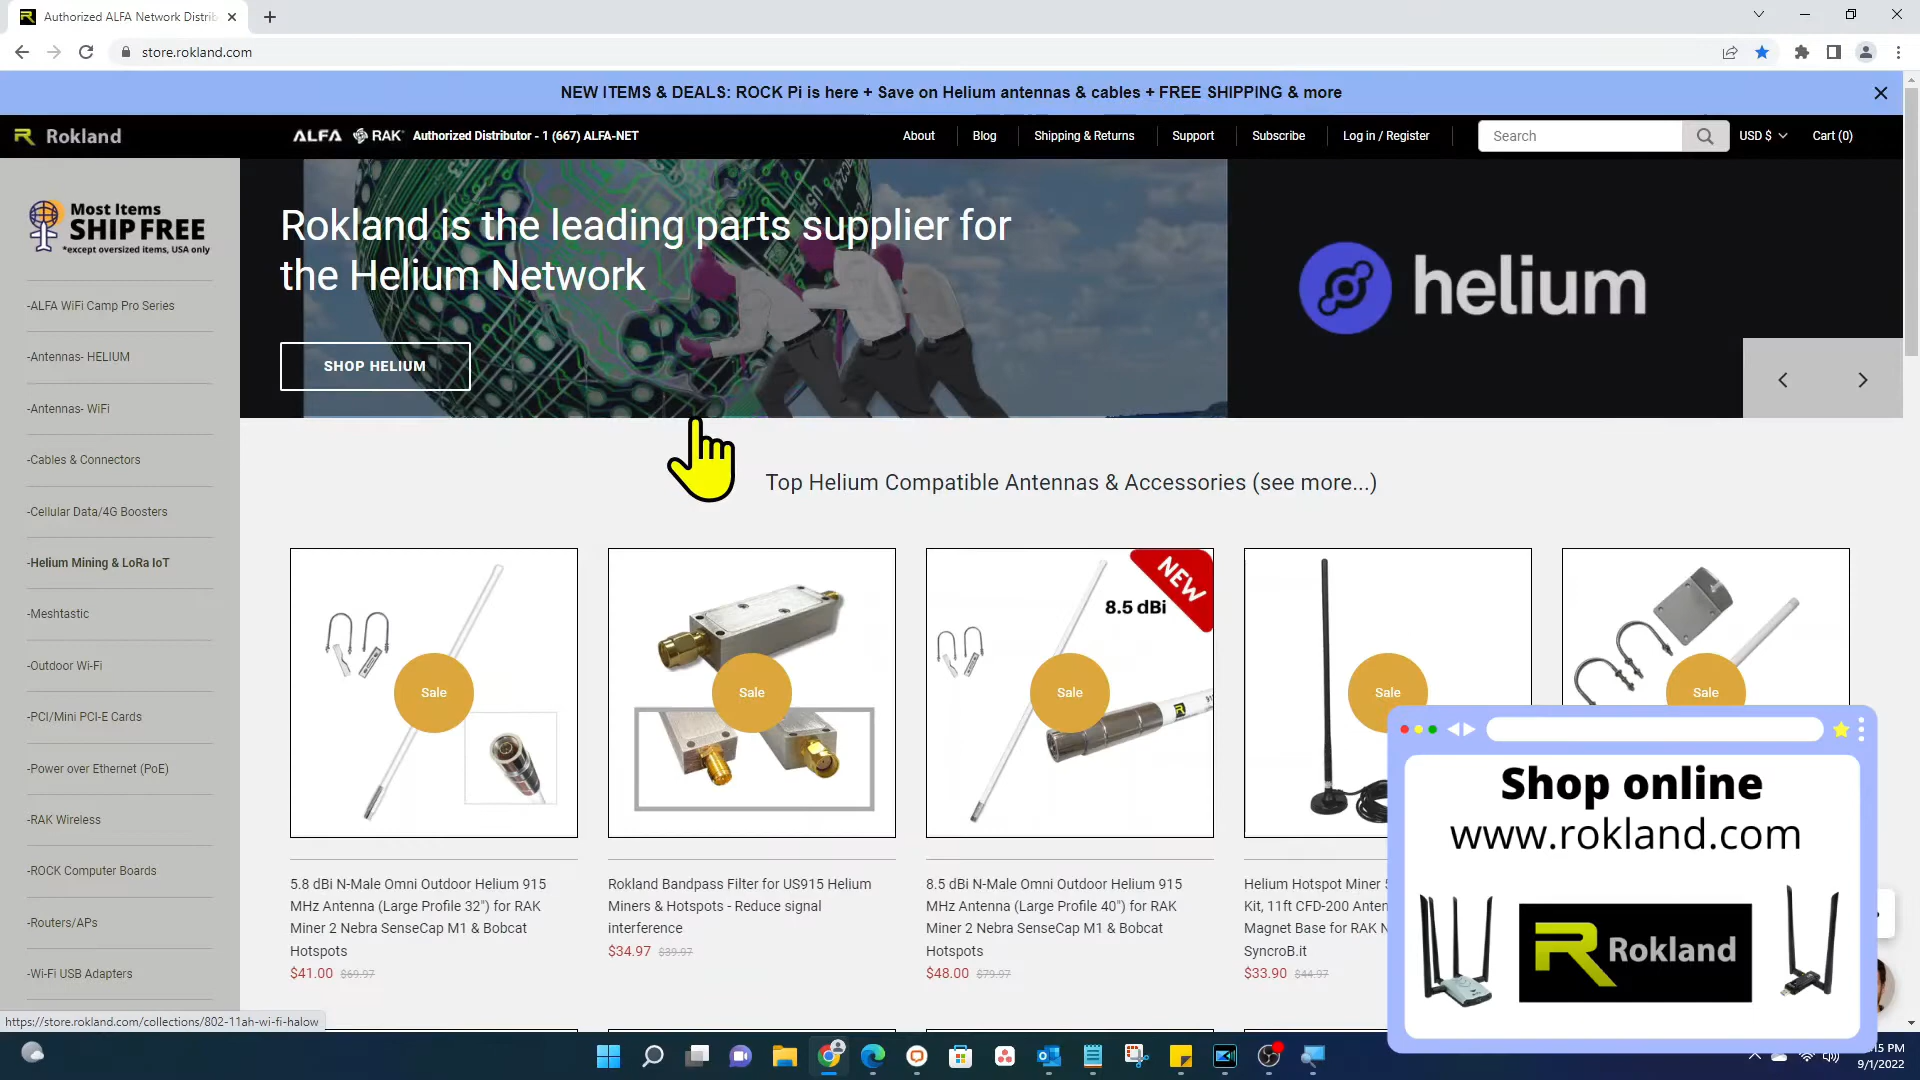 Authorized ALFA Network Distrib
store.rokland.com
NEW ITEMS & DEALS: ROCK Pi is here + Save on Helium antennas & cables + FREE SHIPPING & more
Rokland
ALFA RAK Authorized Distributor - 1 (667) ALFA-NET
About
Blog
Shipping & Returns
Support
Subscribe
Log in / Register
Search
USD $
Cart (0)
Most Items
SHIP FREE
*except oversized items, USA only
-ALFA WiFi Camp Pro Series
-Antennas- HELIUM
-Antennas- WiFi
-Cables & Connectors
-Cellular Data/4G Boosters
-Helium Mining & LoRa IoT
-Meshtastic
-Outdoor Wi-Fi
-PCI/Mini PCI-E Cards
-Power over Ethernet (PoE)
-RAK Wireless
-ROCK Computer Boards
-Routers/APs
-Wi-Fi USB Adapters
Rokland is the leading parts supplier for
the Helium Network
SHOP HELIUM
helium
Top Helium Compatible Antennas & Accessories (see more...)
Sale
Sale
NEW
8.5 dBi
Sale
Sale
Sale
5.8 dBi N-Male Omni Outdoor Helium 915
MHz Antenna (Large Profile 32") for RAK
Miner 2 Nebra SenseCap M1 & Bobcat
Hotspots
$41.00 $69.97
Rokland Bandpass Filter for US915 Helium
Miners & Hotspots - Reduce signal
interference
$34.97 $39.97
8.5 dBi N-Male Omni Outdoor Helium 915
MHz Antenna (Large Profile 40") for RAK
Miner 2 Nebra SenseCap M1 & Bobcat
Hotspots
$48.00 $79.97
Helium Hotspot Miner
Kit, 11ft CFD-200 Anten
Magnet Base for RAK
SyncroB.it
$33.90 $44.97
Shop online
www.rokland.com
Rokland
https://store.rokland.com/collections/802-11ah-wi-fi-halow
15 PM
9/1/2022